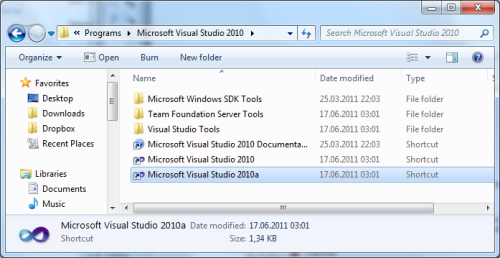 « Programs ▸ Microsoft Visual Studio 2010 ▸
Search Microsoft Visual Studio 2010
Organize Open Burn New folder
Name Date modified Type
Favorites
Desktop
Downloads
Dropbox
Recent Places
Libraries
Documents
Music
Microsoft Windows SDK Tools 25.03.2011 22:03 File folder
Team Foundation Server Tools 17.06.2011 03:01 File folder
Visual Studio Tools 17.06.2011 03:01 File folder
Microsoft Visual Studio 2010 Documenta... 25.03.2011 22:03 Shortcut
Microsoft Visual Studio 2010 17.06.2011 03:01 Shortcut
Microsoft Visual Studio 2010a 17.06.2011 03:01 Shortcut
Microsoft Visual Studio 2010a Date modified: 17.06.2011 03:01
Shortcut Size: 1,34 KB